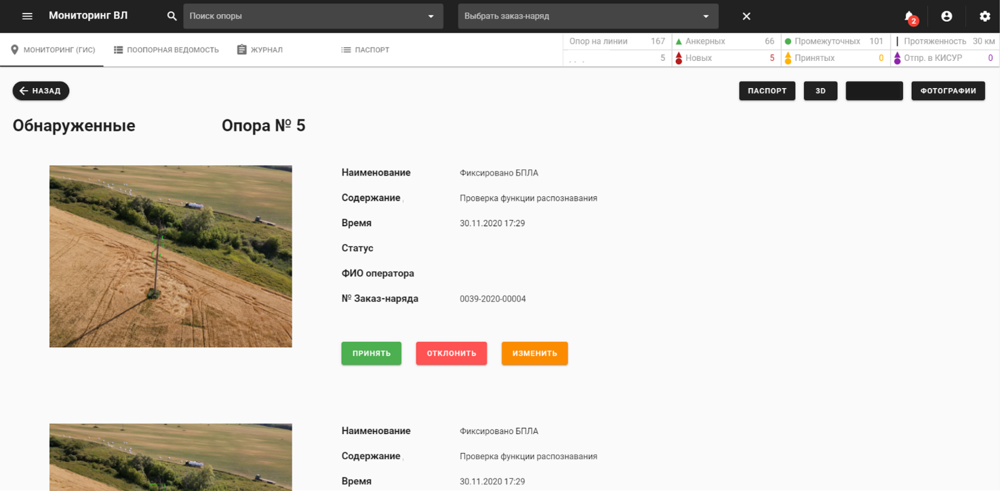 Мониторинг ВЛ Поиск опоры Выбрать заказ-наряд 2
МОНИТОРИНГ (ГИС) ПООПОРНАЯ ВЕДОМОСТЬ ЖУРНАЛ ПАСПОРТ
Опор на линии 167 Анкерных 66 Промежуточных 101 Протяженность 30 км
5 Новых 5 Принятых 0 Отпр. в КИСУР 0
НАЗАД ПАСПОРТ 3D ФОТОГРАФИИ
Обнаруженные Опора № 5
Наименование Фиксировано БПЛА
Содержание Проверка функции распознавания
Время 30.11.2020 17:29
Статус
ФИО оператора
№ Заказ-наряда 0039-2020-00004
ПРИНЯТЬ ОТКЛОНИТЬ ИЗМЕНИТЬ
Наименование Фиксировано БПЛА
Содержание Проверка функции распознавания
Время 30.11.2020 17:29